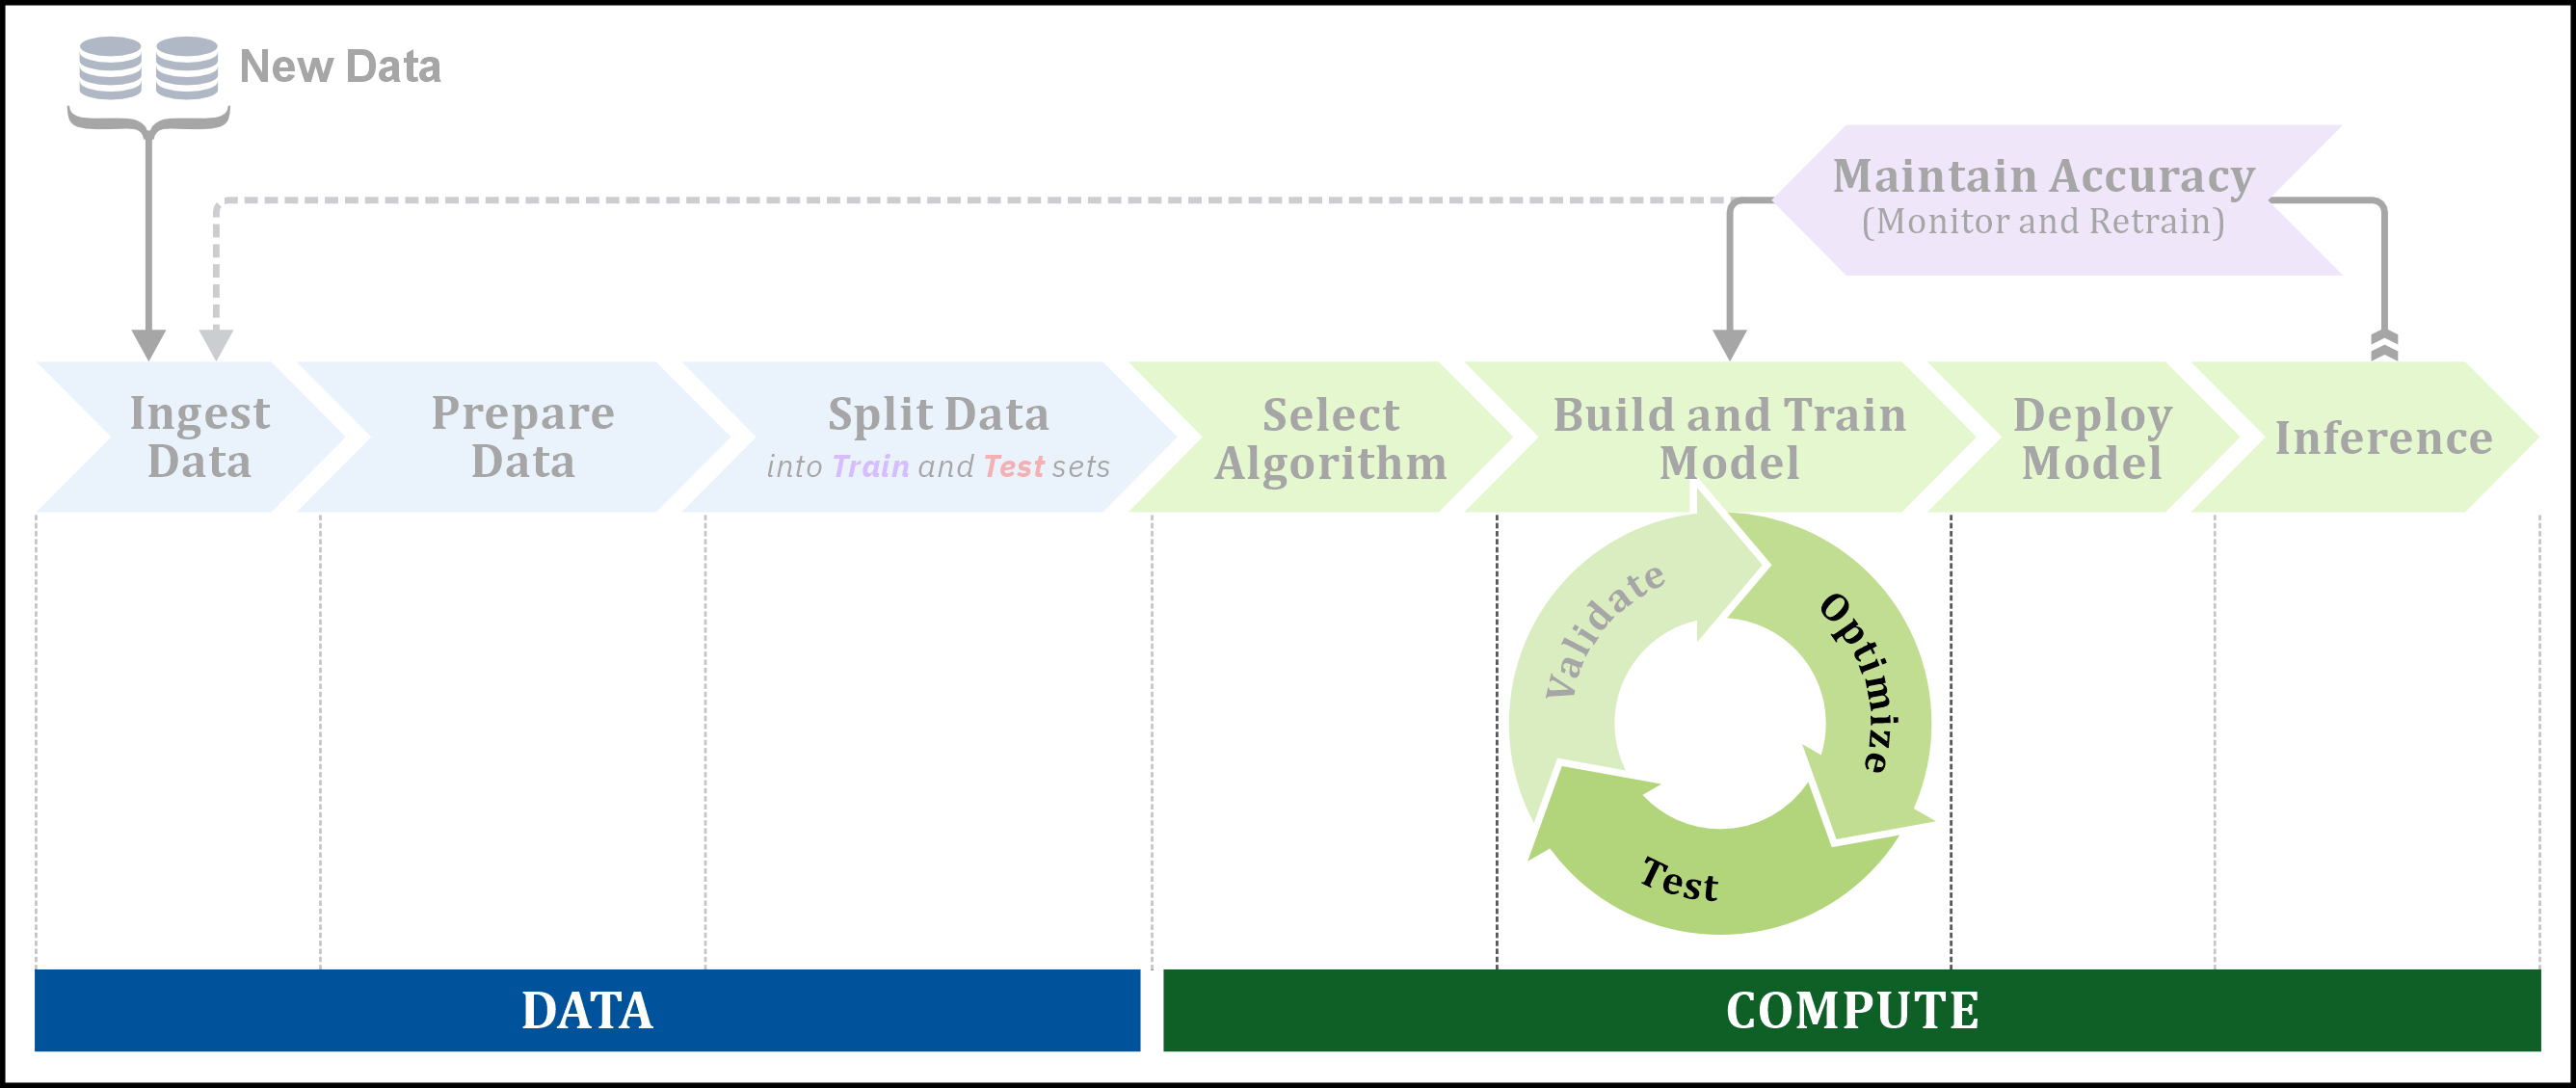 New Data
Maintain Accuracy
(Monitor and Retrain)
Ingest
Data
Prepare
Data
Split Data
into Train and Test sets
Select
Algorithm
Build and Train
Model
Deploy
Model
Inference
Validate
Optimize
Test
DATA
COMPUTE